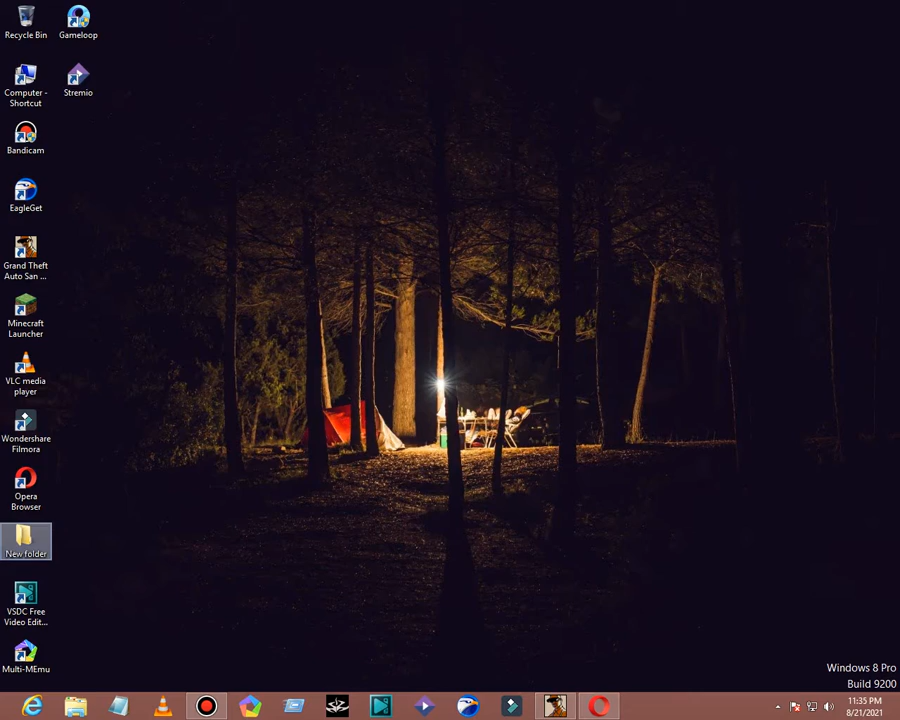 Recycle Bin
Gameloop
Computer -
Shortcut
Stremio
Bandicam
EagleGet
Grand Theft
Auto San ...
Minecraft
Launcher
VLC media
player
Wondershare
Filmora
Opera
Browser
New folder
VSDC Free
Video Edit...
Multi-MEmu
Windows 8 Pro
Build 9200
11:35 PM
8/21/2021